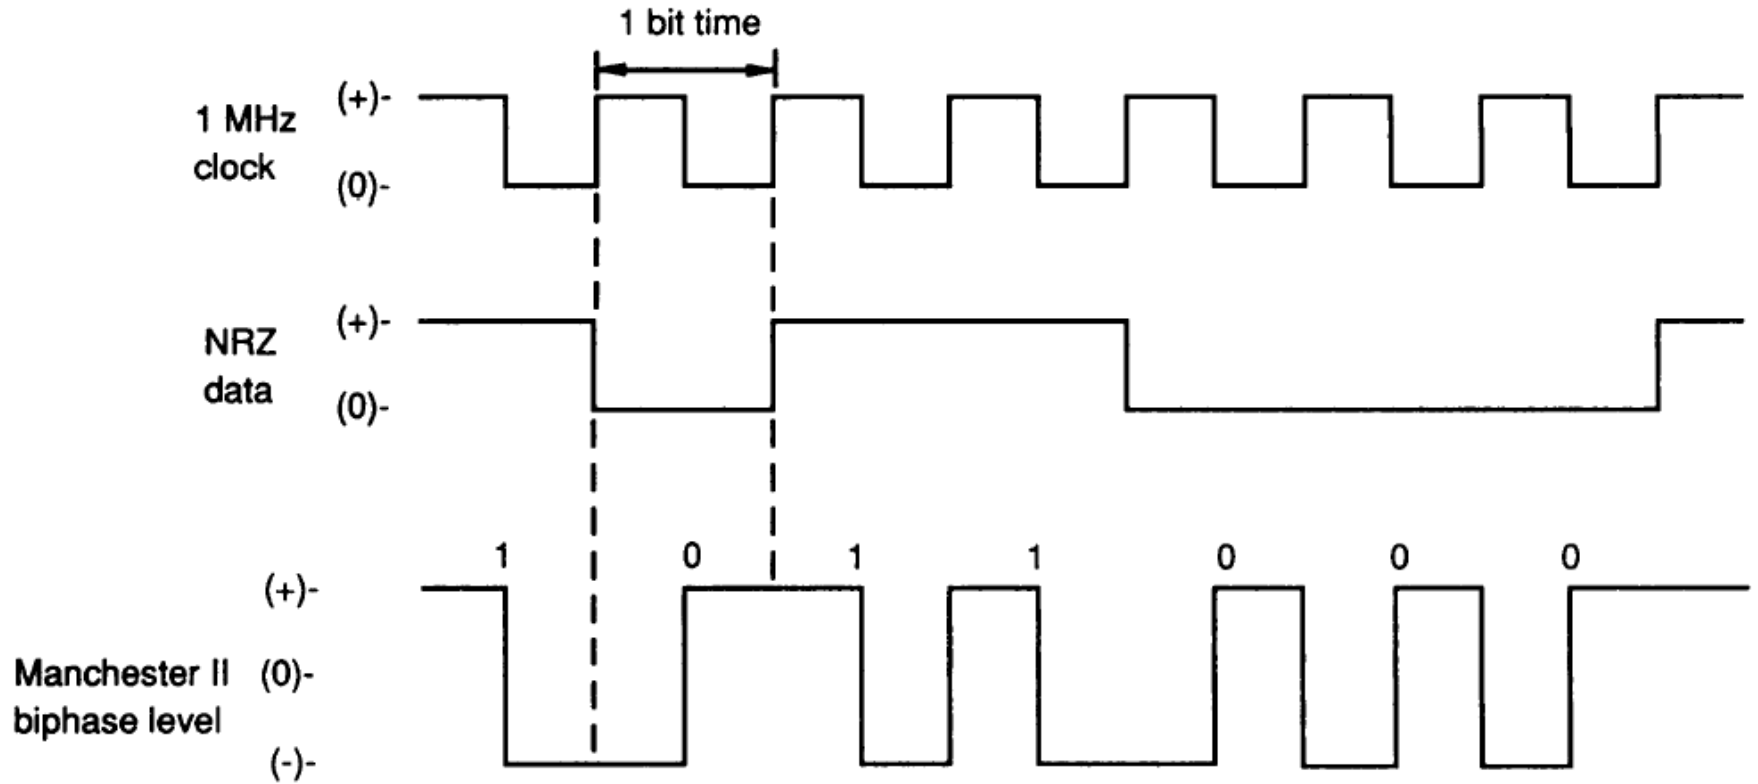 1 bit time
1 MHz
clock
(+)-
(0)-
NRZ
data
(+)-
(0)-
1 0 1 1 0 0 0
Manchester II
biphase level
(+)-
(0)-
(-)-